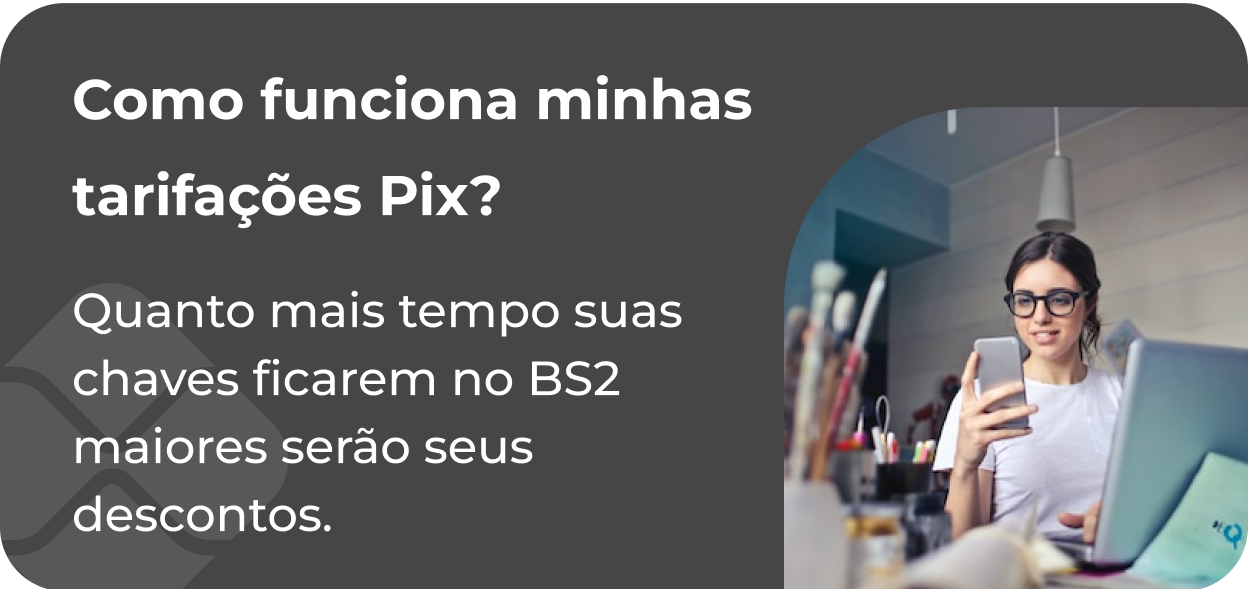 Como funciona minhas
tarifações Pix?
Quanto mais tempo suas
chaves ficarem no BS2
maiores serão seus
descontos.